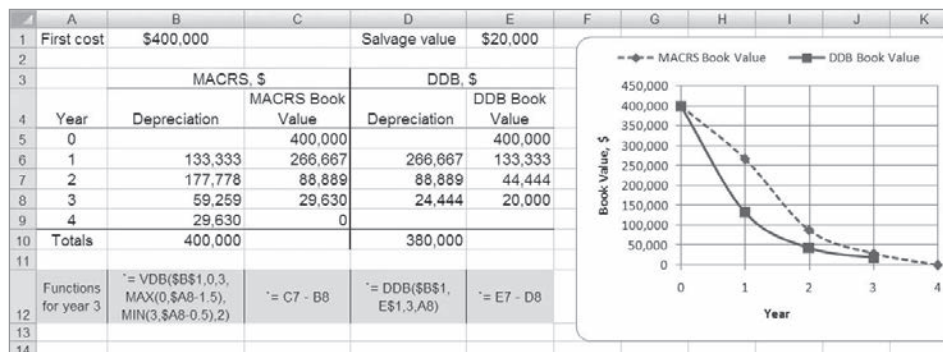 A B C D E F G H I J K
1 First cost $400,000 Salvage value $20,000
2
3 MACRS, $ DDB, $
MACRS Book DDB Book
4 Year Depreciation Value Depreciation Value
5 0 400,000 400,000
6 1 133,333 266,667 266,667 133,333
7 2 177,778 88,889 88,889 44,444
8 3 59,259 29,630 24,444 20,000
9 4 29,630 0
10 Totals 400,000 380,000
11
Functions '= VDB($B$1,0,3,
for year 3 MAX(0,$A8-1.5), '= C7 - B8 '= DDB($B$1, '= E7 - D8
12 MIN(3,$A8-0.5),2) E$1,3,A8)
13
14
MACRS Book Value DDB Book Value
450,000
400,000
350,000
300,000
250,000
200,000
150,000
100,000
50,000
0
Book Value, $
0 1 2 3 4
Year